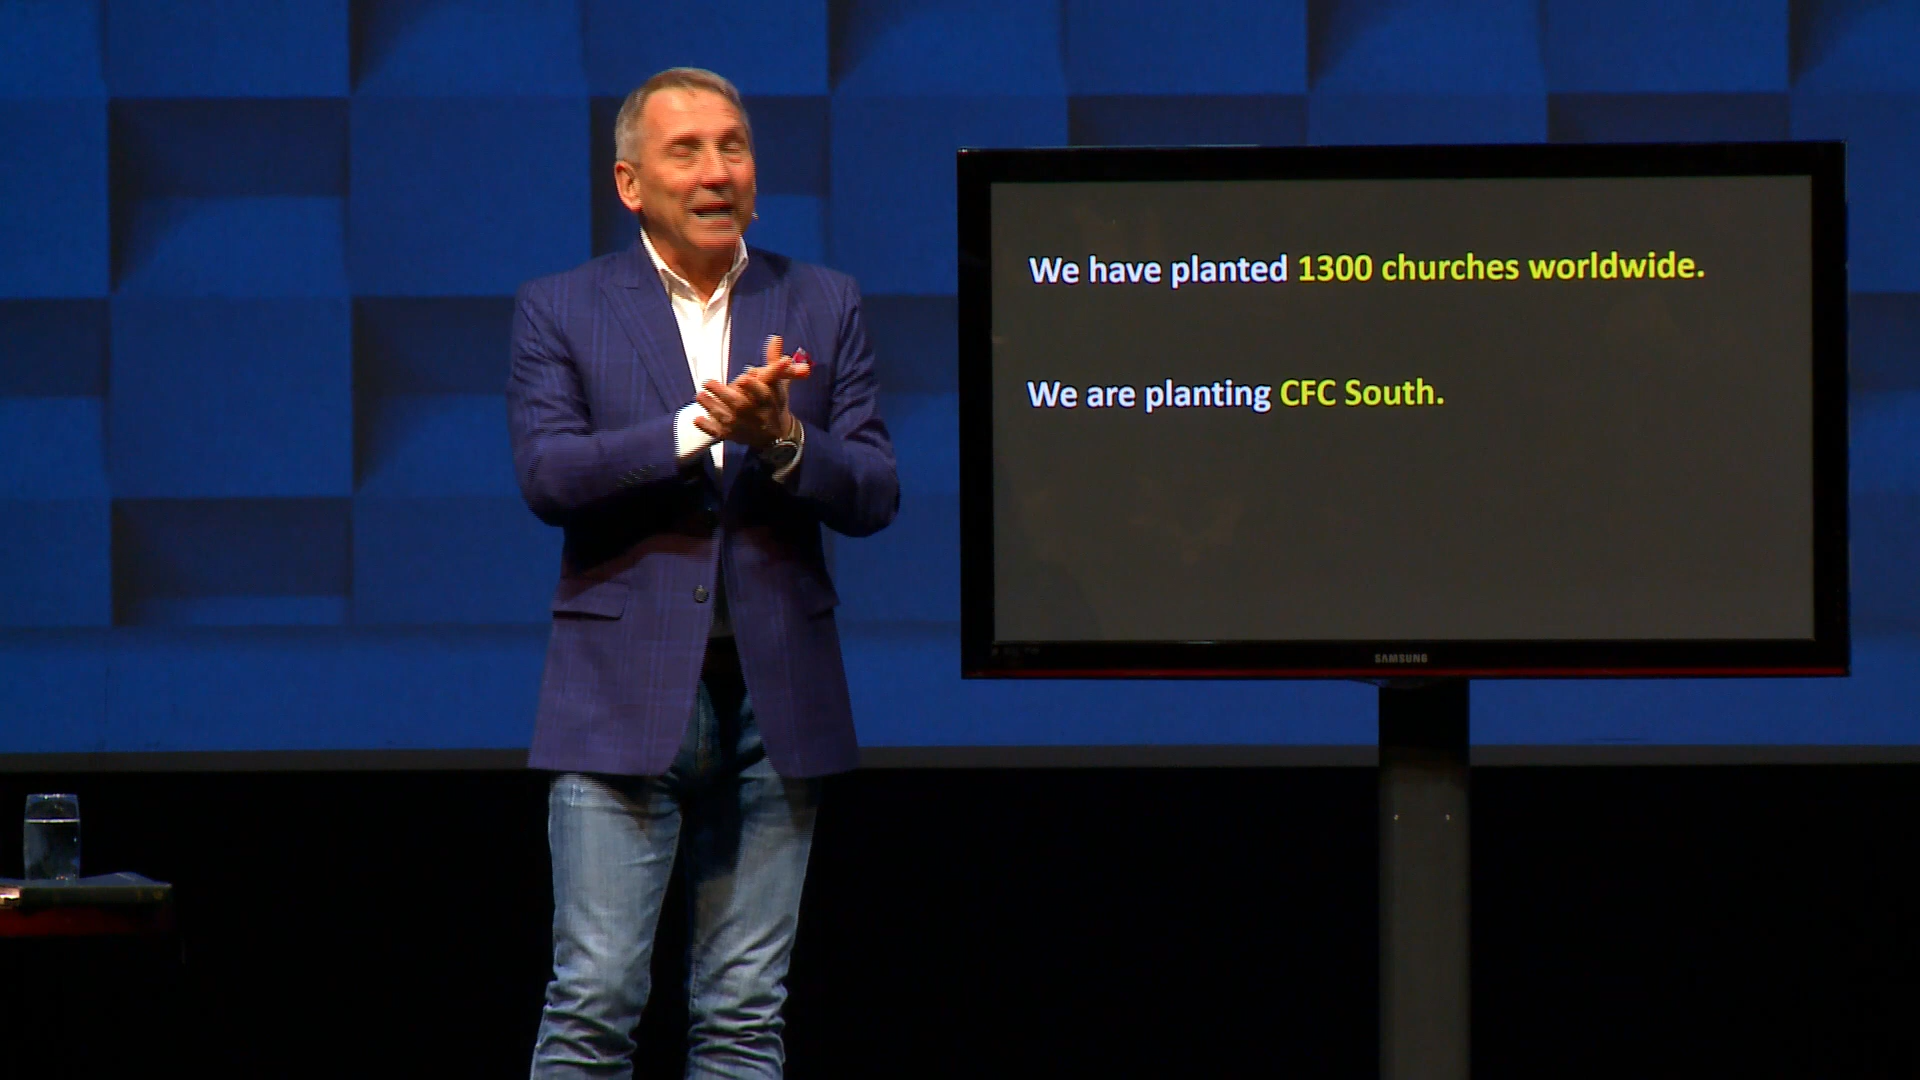 We have planted 1300 churches worldwide.
We are planting CFC South.
SAMSUNG